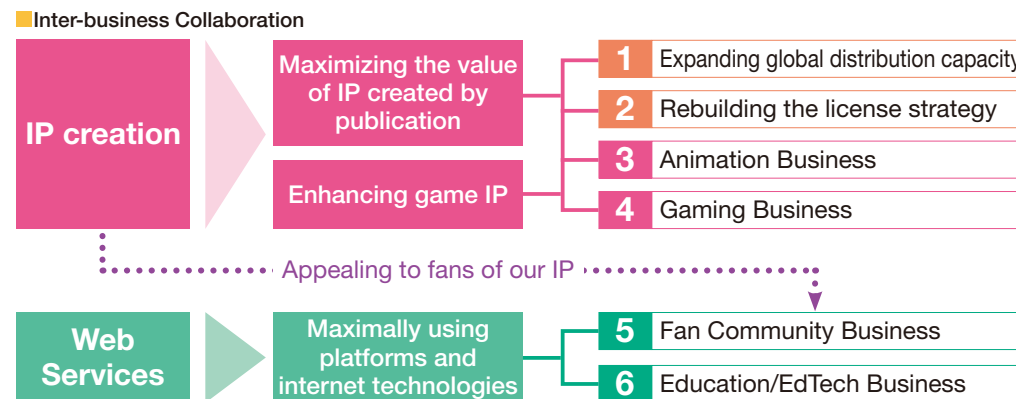 Inter-business Collaboration
IP creation
Maximizing the value
of IP created by
publication
Enhancing game IP
1 Expanding global distribution capacity
2 Rebuilding the license strategy
3 Animation Business
4 Gaming Business
Appealing to fans of our IP
Web
Services
Maximally using
platforms and
internet technologies
5 Fan Community Business
6 Education/EdTech Business